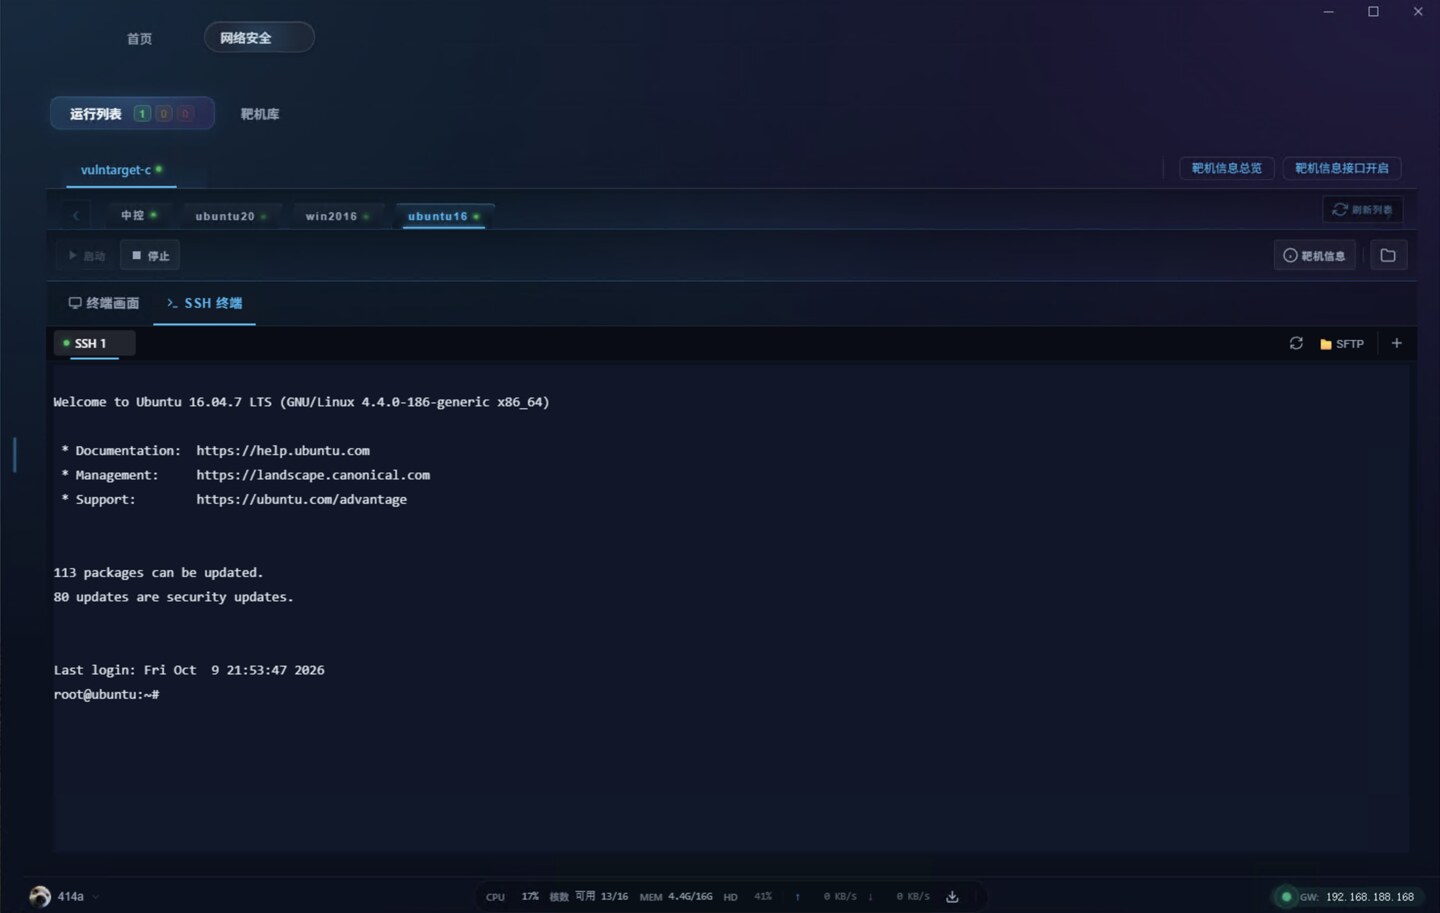 首页 网络安全
运行列表 1 0 0 靶机库
vulntarget-c 靶机信息总览 靶机信息接口开启
中控 ubuntu20 win2016 ubuntu16 刷新列表
启动 停止 靶机信息
终端画面 >_ SSH 终端
SSH 1 SFTP +
Welcome to Ubuntu 16.04.7 LTS (GNU/Linux 4.4.0-186-generic x86_64)
* Documentation: https://help.ubuntu.com
* Management: https://landscape.canonical.com
* Support: https://ubuntu.com/advantage
113 packages can be updated.
80 updates are security updates.
Last login: Fri Oct 9 21:53:47 2026
root@ubuntu:~#
414a CPU 17% 核数 可用 13/16 MEM 4.4G/16G HD 41% ↑ 0 KB/s ↓ 0 KB/s GW: 192.168.188.168